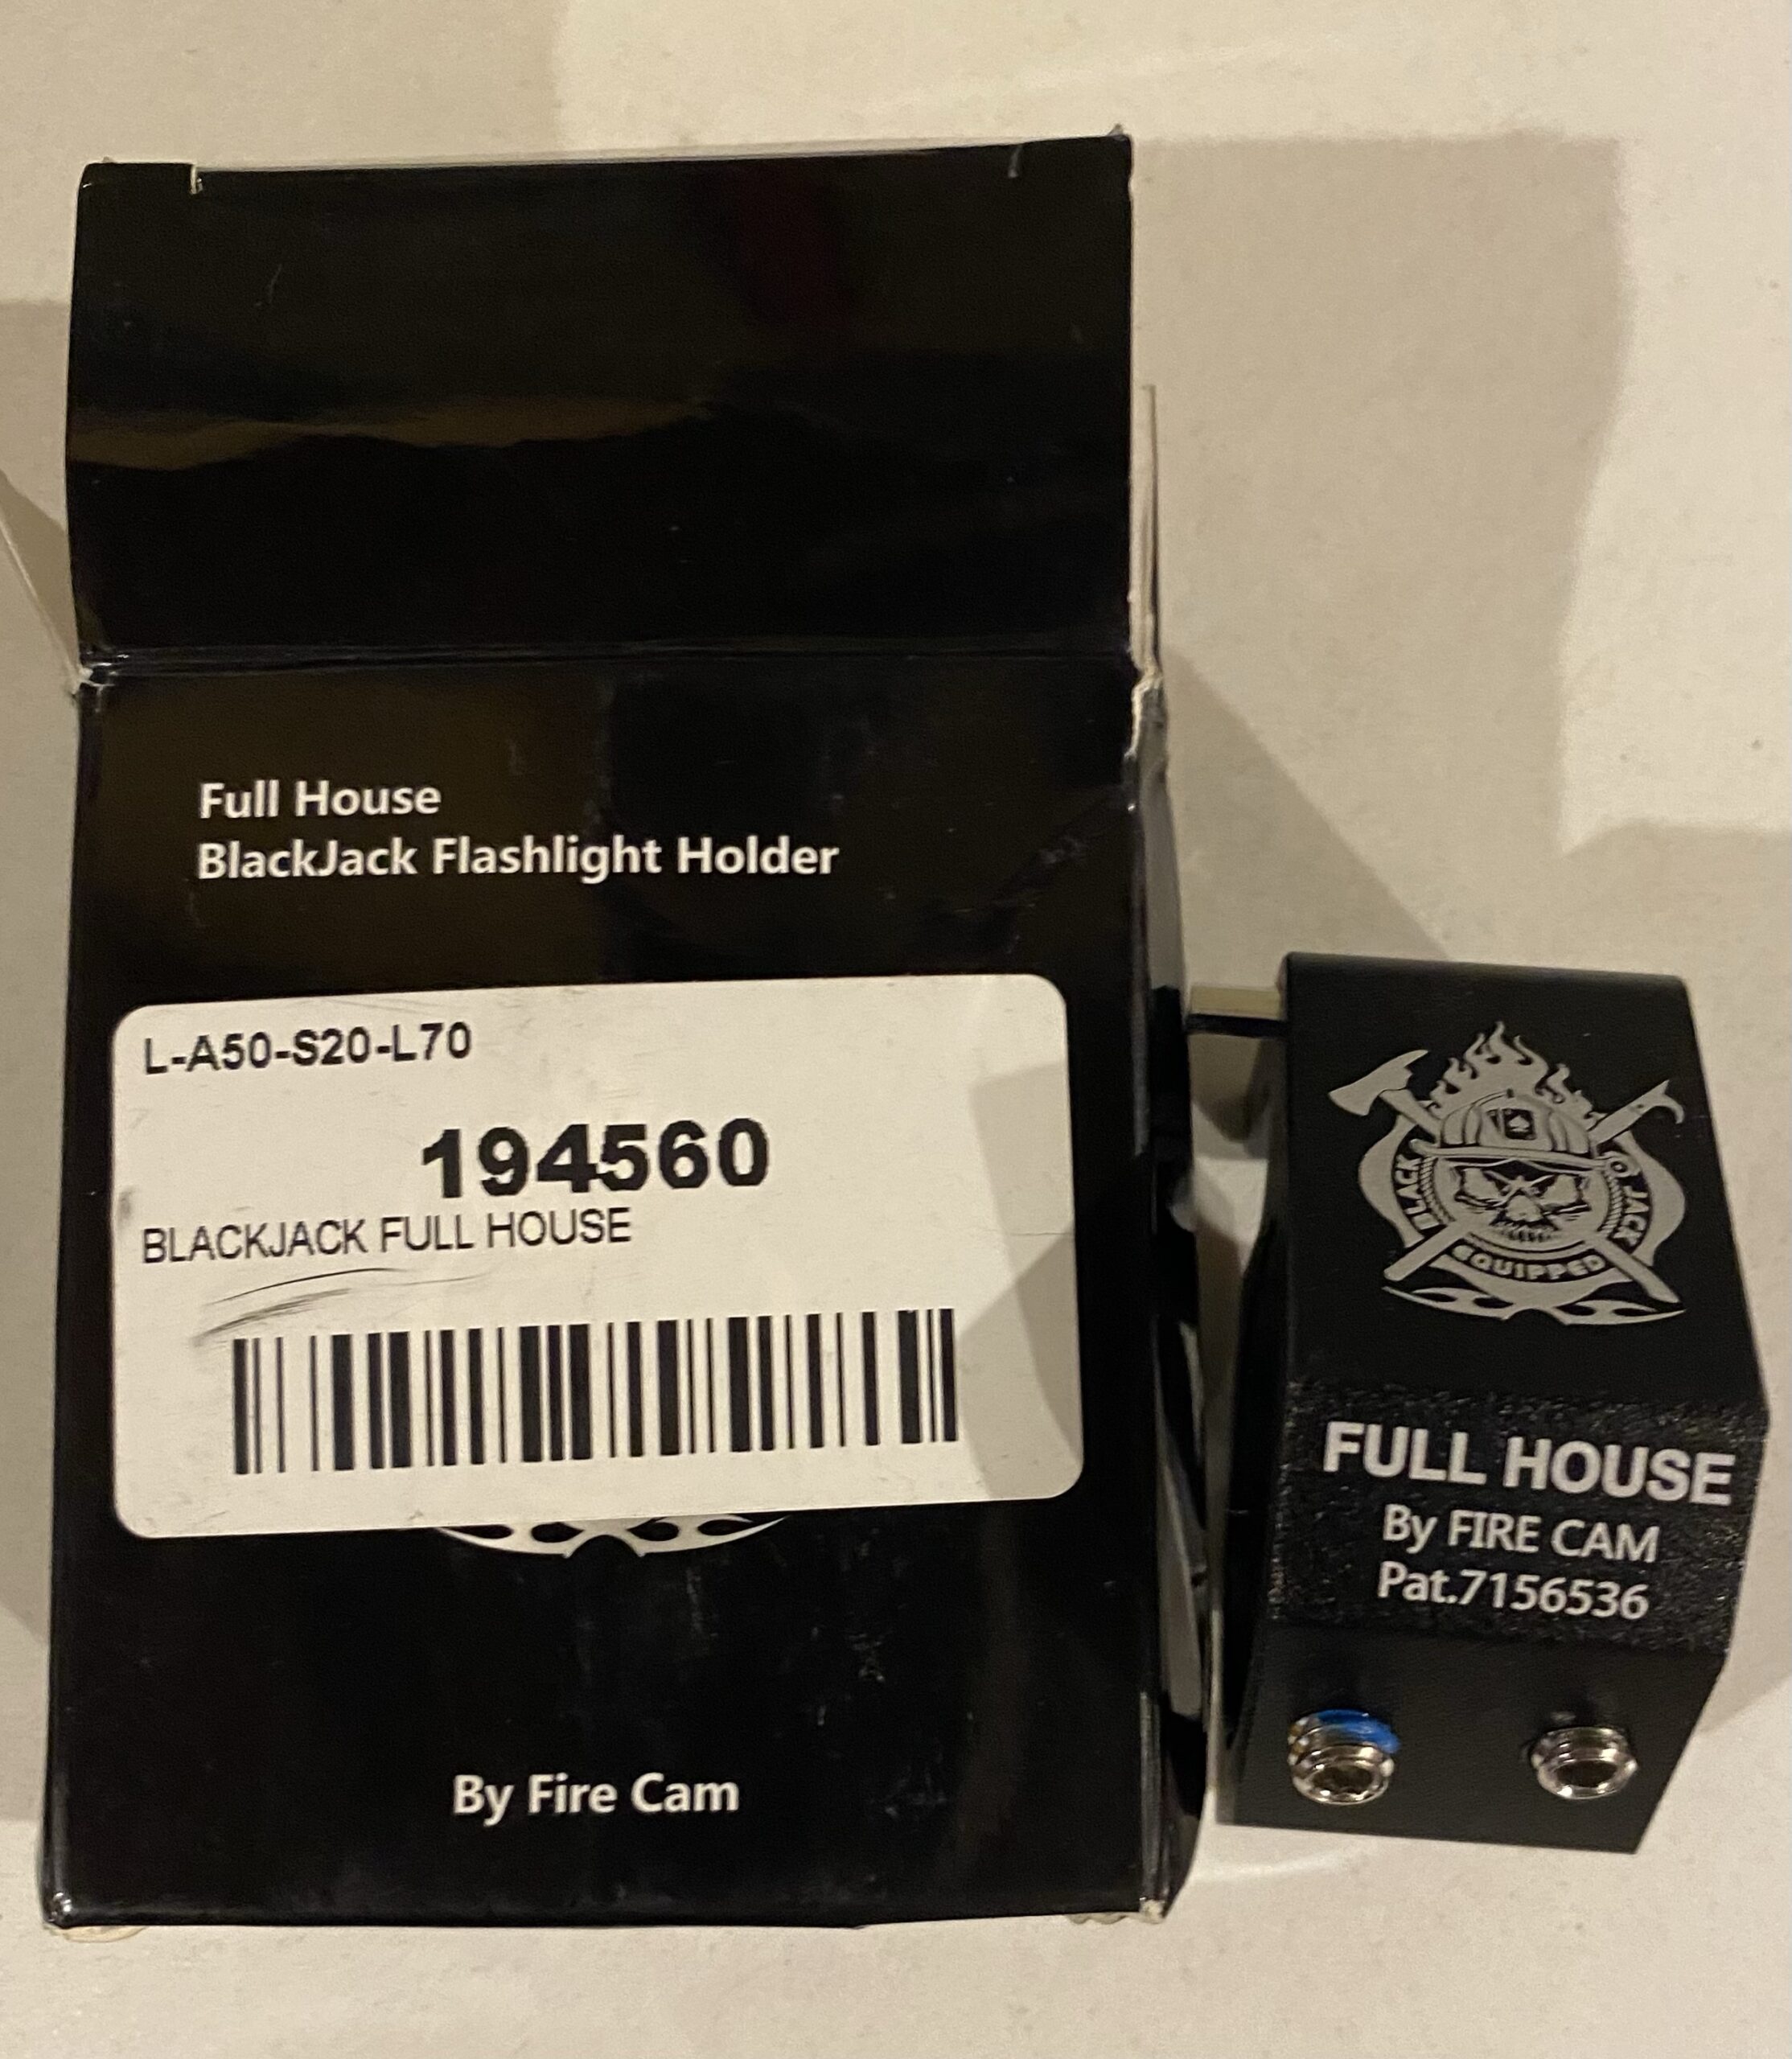 Full House
BlackJack Flashlight Holder
L-A50-S20-L70
194560
BLACKJACK FULL HOUSE
By Fire Cam
BLACK JACK
EQUIPPED
FULL HOUSE
By FIRE CAM
Pat.7156536